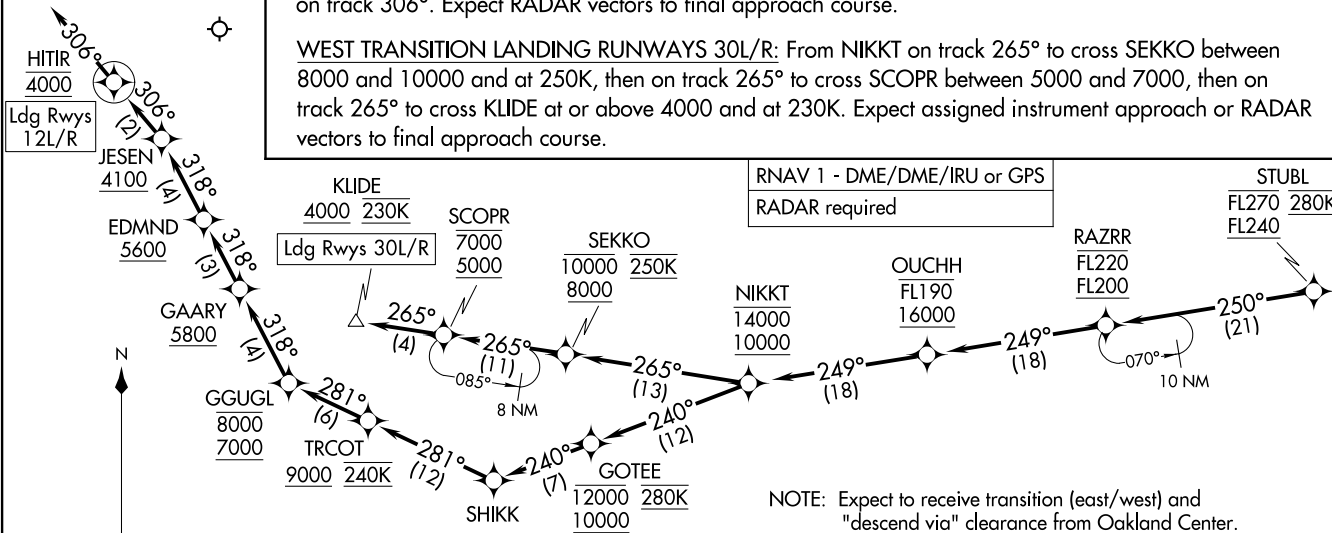 on track 306°. Expect RADAR vectors to final approach course.
WEST TRANSITION LANDING RUNWAYS 30L/R: From NIKKT on track 265° to cross SEKKO between
8000 and 10000 and at 250K, then on track 265° to cross SCOPR between 5000 and 7000, then on
track 265° to cross KLIDE at or above 4000 and at 230K. Expect assigned instrument approach or RADAR
vectors to final approach course.
RNAV 1 - DME/DME/IRU or GPS
RADAR required
306°
HITIR
4000
Ldg Rwys
12L/R
306°
(2)
JESEN
4100
318°
(4)
EDMND
5600
318°
(3)
GAARY
5800
318°
(4)
GGUGL
8000
7000
281°
(6)
TRCOT
9000 240K
281°
(12)
SHIKK
240°
(7)
GOTEE
12000 280K
10000
240°
(12)
KLIDE
4000 230K
Ldg Rwys 30L/R
265°
(4)
SCOPR
7000
5000
265°
(11)
085°
8 NM
SEKKO
10000 250K
8000
265°
(13)
NIKKT
14000
10000
249°
(18)
OUCHH
FL190
16000
249°
(18)
RAZRR
FL220
FL200
070°
10 NM
250°
(21)
STUBL
FL270 280K
FL240
N
NOTE: Expect to receive transition (east/west) and
"descend via" clearance from Oakland Center.